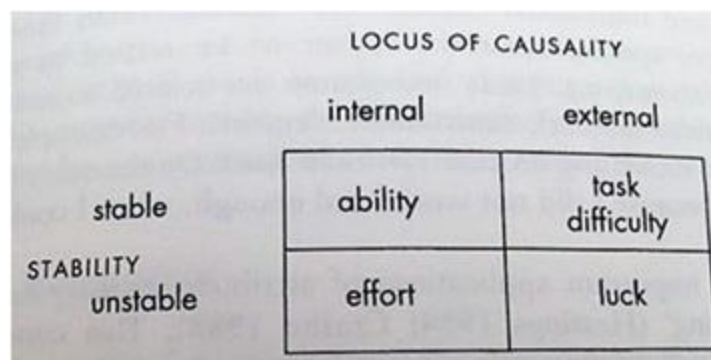 LOCUS OF CAUSALITY
internal external
stable ability task difficulty
STABILITY
unstable effort luck